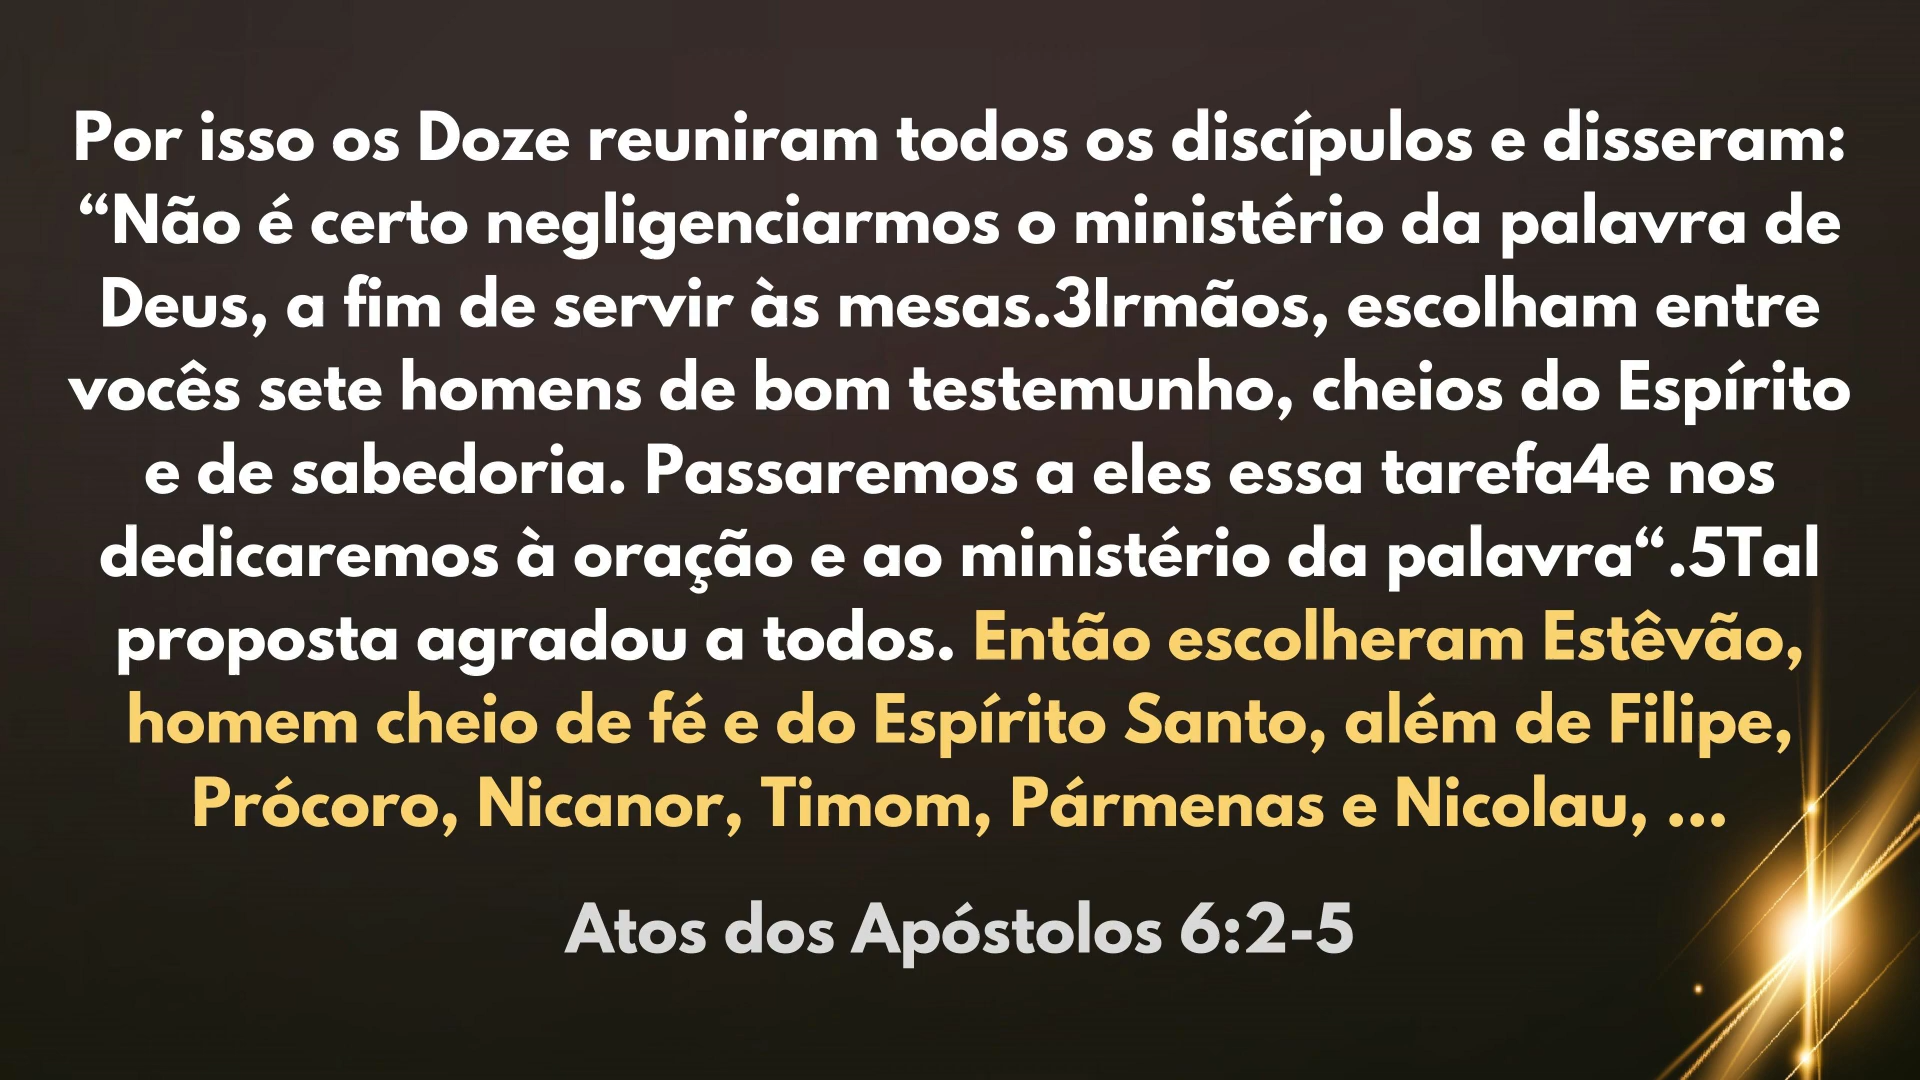 Por isso os Doze reuniram todos os discípulos e disseram:
“Não é certo negligenciarmos o ministério da palavra de
Deus, a fim de servir às mesas.3Irmãos, escolham entre
vocês sete homens de bom testemunho, cheios do Espírito
e de sabedoria. Passaremos a eles essa tarefa4e nos
dedicaremos à oração e ao ministério da palavra“.5Tal
proposta agradou a todos. Então escolheram Estêvão,
homem cheio de fé e do Espírito Santo, além de Filipe,
Prócoro, Nicanor, Timom, Pármenas e Nicolau, ...
Atos dos Apóstolos 6:2-5